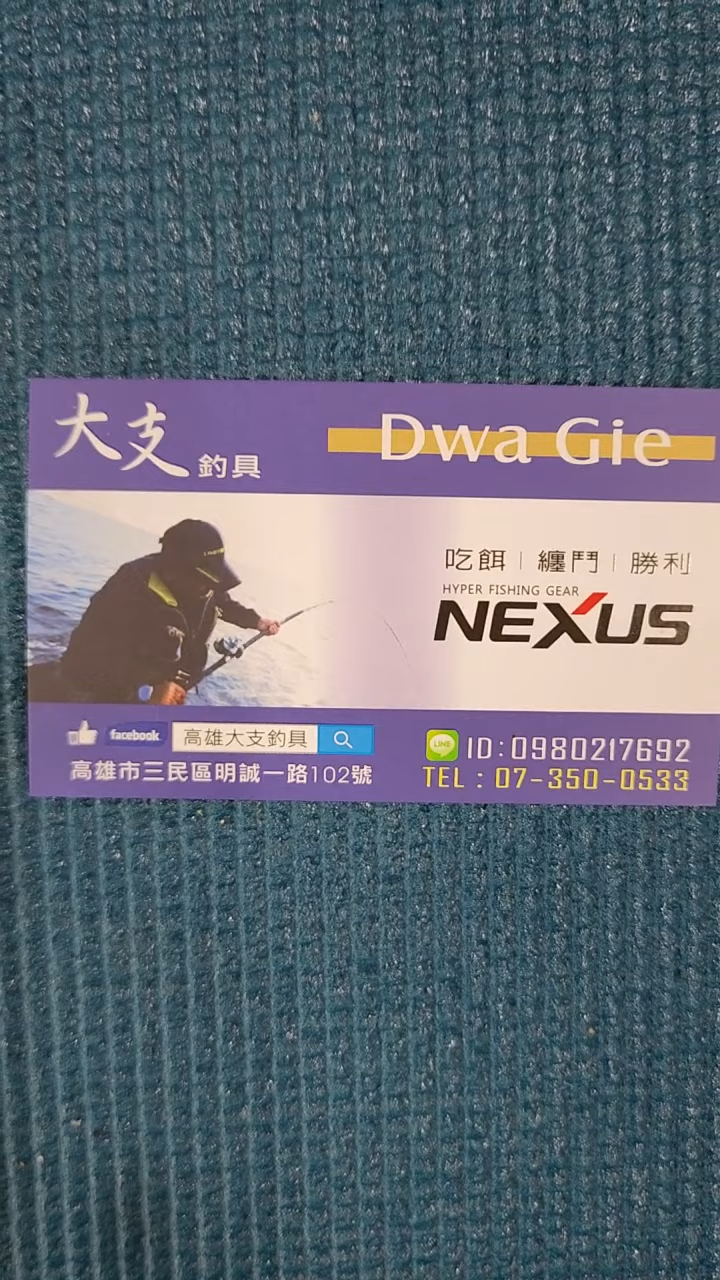 大支釣具
Dwa Gie
吃餌 | 纏鬥 | 勝利
HYPER FISHING GEAR
NEXUS
facebook 高雄大支釣具
高雄市三民區明誠一路102號
LINE ID:0980217692
TEL : 07-350-0533